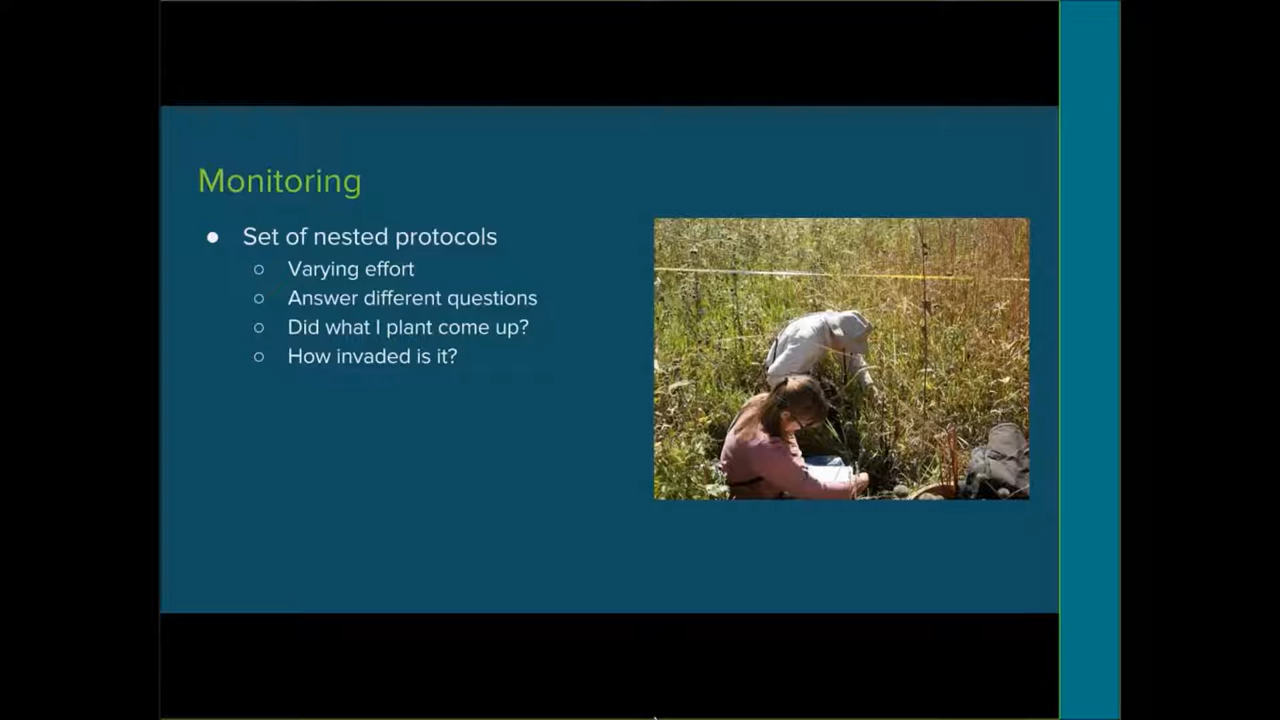 Monitoring
● Set of nested protocols
○ Varying effort
○ Answer different questions
○ Did what I plant come up?
○ How invaded is it?